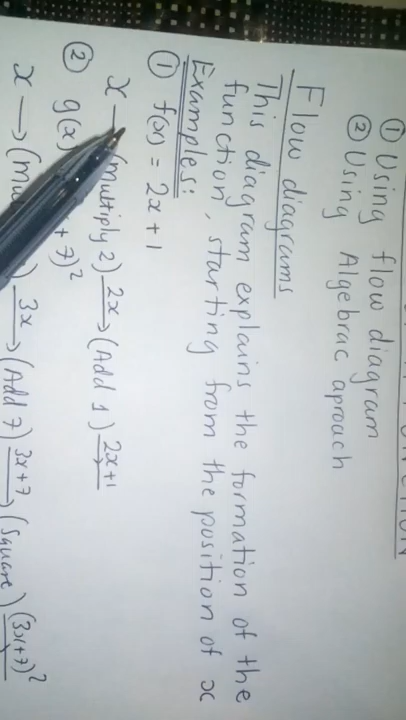 ① Using flow diagram
② Using Algebrac aproach
Flow diagrams
This diagram explains the formation of the
function, starting from the position of x
Examples:
① f(x) = 2x + 1
x → (Multiply 2) 2x → (Add 1) 2x+1 →
② g(x) + 7)²
x → ( 3x → (Add 7) 3x+7 → (Square) (3x+7)² →